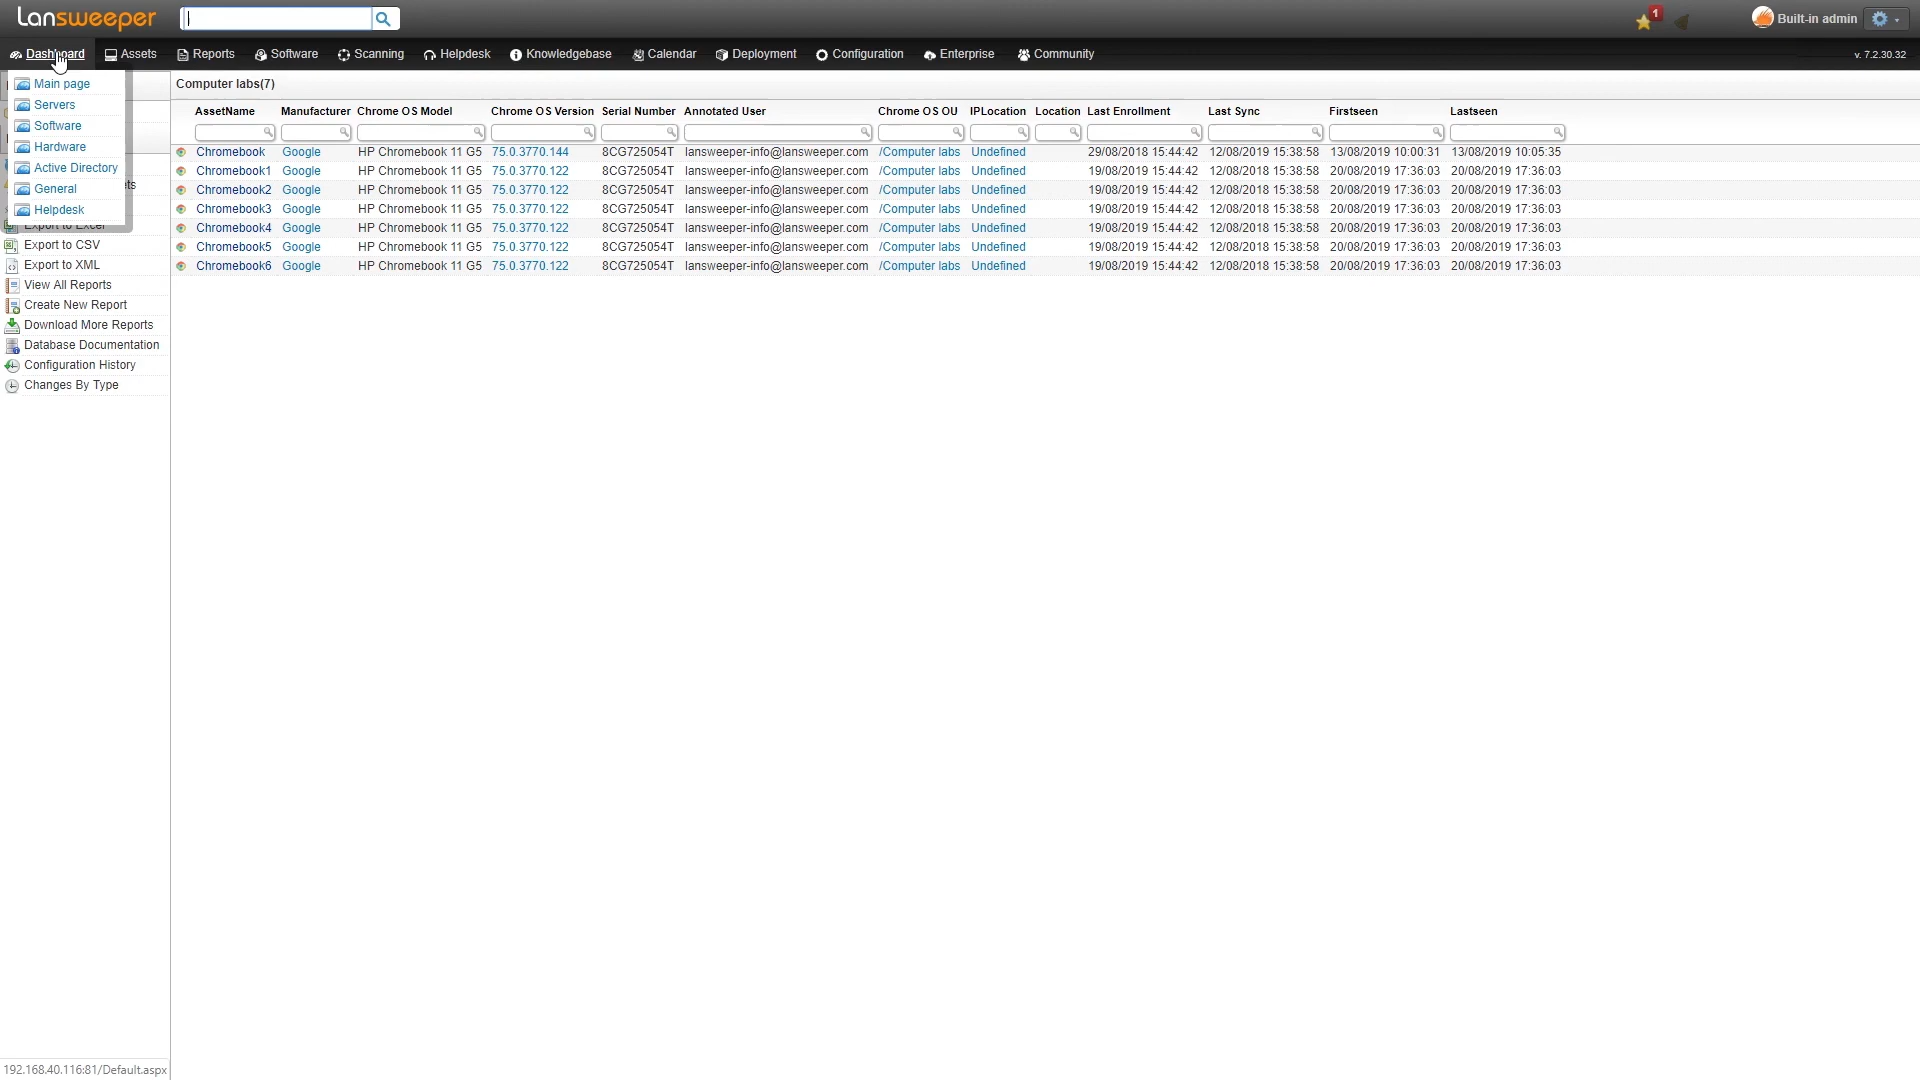 Lansweeper
1
Built-in admin
Dashboard Assets Reports Software Scanning Helpdesk Knowledgebase Calendar Deployment Configuration Enterprise Community v. 7.2.30.32
Main page
Servers
Software
Hardware
Active Directory
General
Helpdesk
Export to Excel
Export to CSV
Export to XML
View All Reports
Create New Report
Download More Reports
Database Documentation
Configuration History
Changes By Type
Computer labs(7)
AssetName Manufacturer Chrome OS Model Chrome OS Version Serial Number Annotated User Chrome OS OU IPLocation Location Last Enrollment Last Sync Firstseen Lastseen
Chromebook Google HP Chromebook 11 G5 75.0.3770.144 8CG725054T lansweeper-info@lansweeper.com /Computer labs Undefined 29/08/2018 15:44:42 12/08/2019 15:38:58 13/08/2019 10:00:31 13/08/2019 10:05:35
Chromebook1 Google HP Chromebook 11 G5 75.0.3770.122 8CG725054T lansweeper-info@lansweeper.com /Computer labs Undefined 19/08/2019 15:44:42 12/08/2018 15:38:58 20/08/2019 17:36:03 20/08/2019 17:36:03
Chromebook2 Google HP Chromebook 11 G5 75.0.3770.122 8CG725054T lansweeper-info@lansweeper.com /Computer labs Undefined 19/08/2019 15:44:42 12/08/2018 15:38:58 20/08/2019 17:36:03 20/08/2019 17:36:03
Chromebook3 Google HP Chromebook 11 G5 75.0.3770.122 8CG725054T lansweeper-info@lansweeper.com /Computer labs Undefined 19/08/2019 15:44:42 12/08/2018 15:38:58 20/08/2019 17:36:03 20/08/2019 17:36:03
Chromebook4 Google HP Chromebook 11 G5 75.0.3770.122 8CG725054T lansweeper-info@lansweeper.com /Computer labs Undefined 19/08/2019 15:44:42 12/08/2018 15:38:58 20/08/2019 17:36:03 20/08/2019 17:36:03
Chromebook5 Google HP Chromebook 11 G5 75.0.3770.122 8CG725054T lansweeper-info@lansweeper.com /Computer labs Undefined 19/08/2019 15:44:42 12/08/2018 15:38:58 20/08/2019 17:36:03 20/08/2019 17:36:03
Chromebook6 Google HP Chromebook 11 G5 75.0.3770.122 8CG725054T lansweeper-info@lansweeper.com /Computer labs Undefined 19/08/2019 15:44:42 12/08/2018 15:38:58 20/08/2019 17:36:03 20/08/2019 17:36:03
192.168.40.116:81/Default.aspx